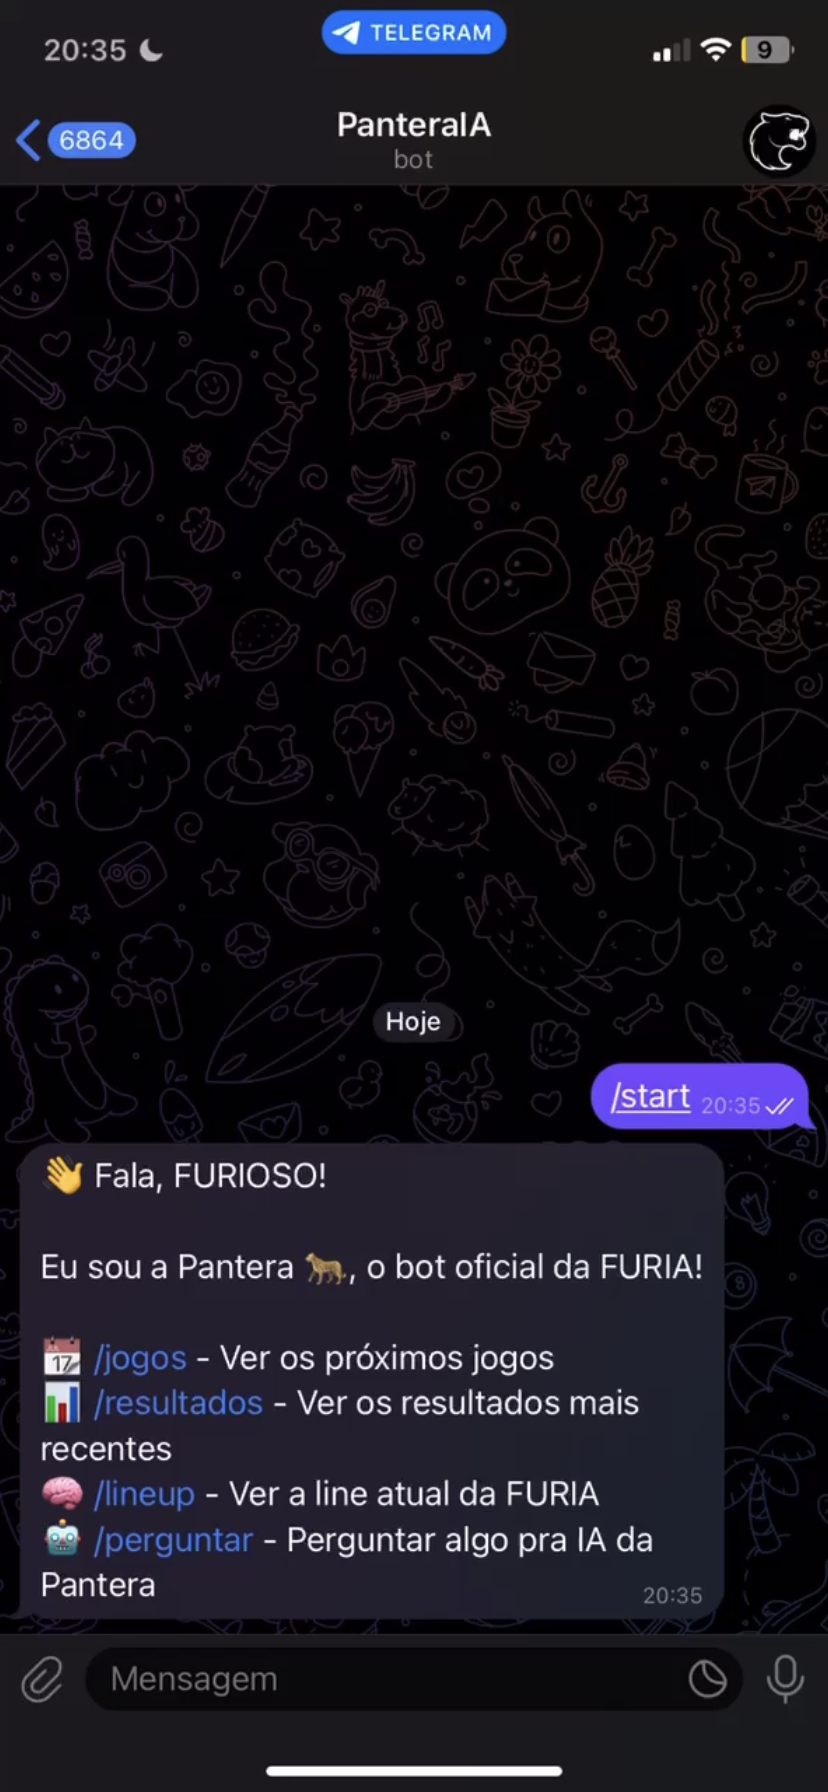 20:35
TELEGRAM
9
6864
PanteraIA
bot
Hoje
/start 20:35
👋 Fala, FURIOSO!
Eu sou a Pantera 🐆, o bot oficial da FURIA!
📅 /jogos - Ver os próximos jogos
📊 /resultados - Ver os resultados mais
recentes
🧠 /lineup - Ver a line atual da FURIA
🤖 /perguntar - Perguntar algo pra IA da
Pantera
20:35
Mensagem